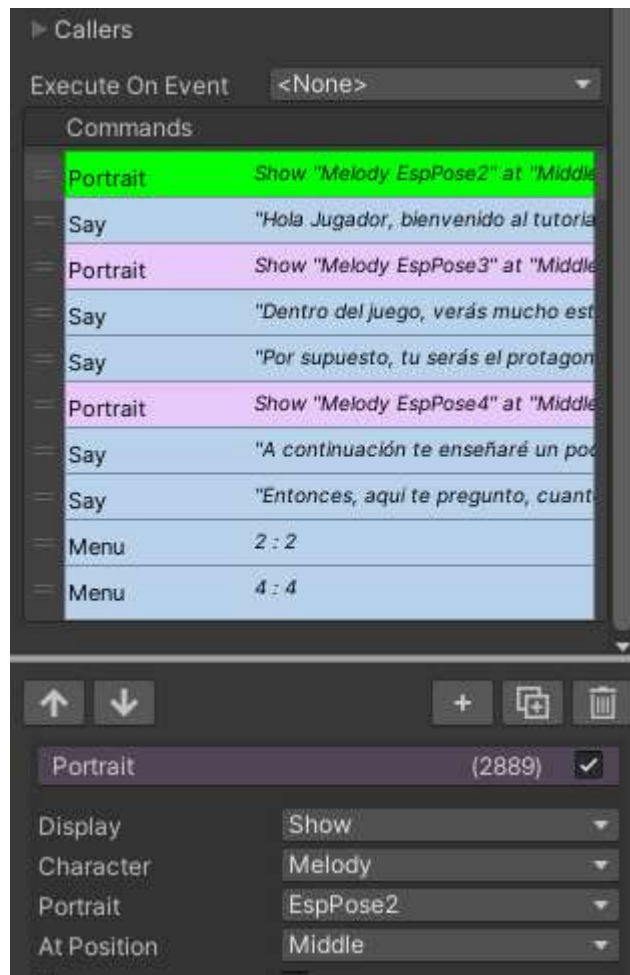 Callers
Execute On Event <None>
Commands
Portrait Show "Melody EspPose2" at "Middle
Say "Hola Jugador, bienvenido al tutoria
Portrait Show "Melody EspPose3" at "Middle
Say "Dentro del juego, verás mucho est
Say "Por supuesto, tu serás el protagon
Portrait Show "Melody EspPose4" at "Middle
Say "A continuación te enseñaré un poc
Say "Entonces, aquí te pregunto, cuant
Menu 2 : 2
Menu 4 : 4
Portrait (2889)
Display Show
Character Melody
Portrait EspPose2
At Position Middle